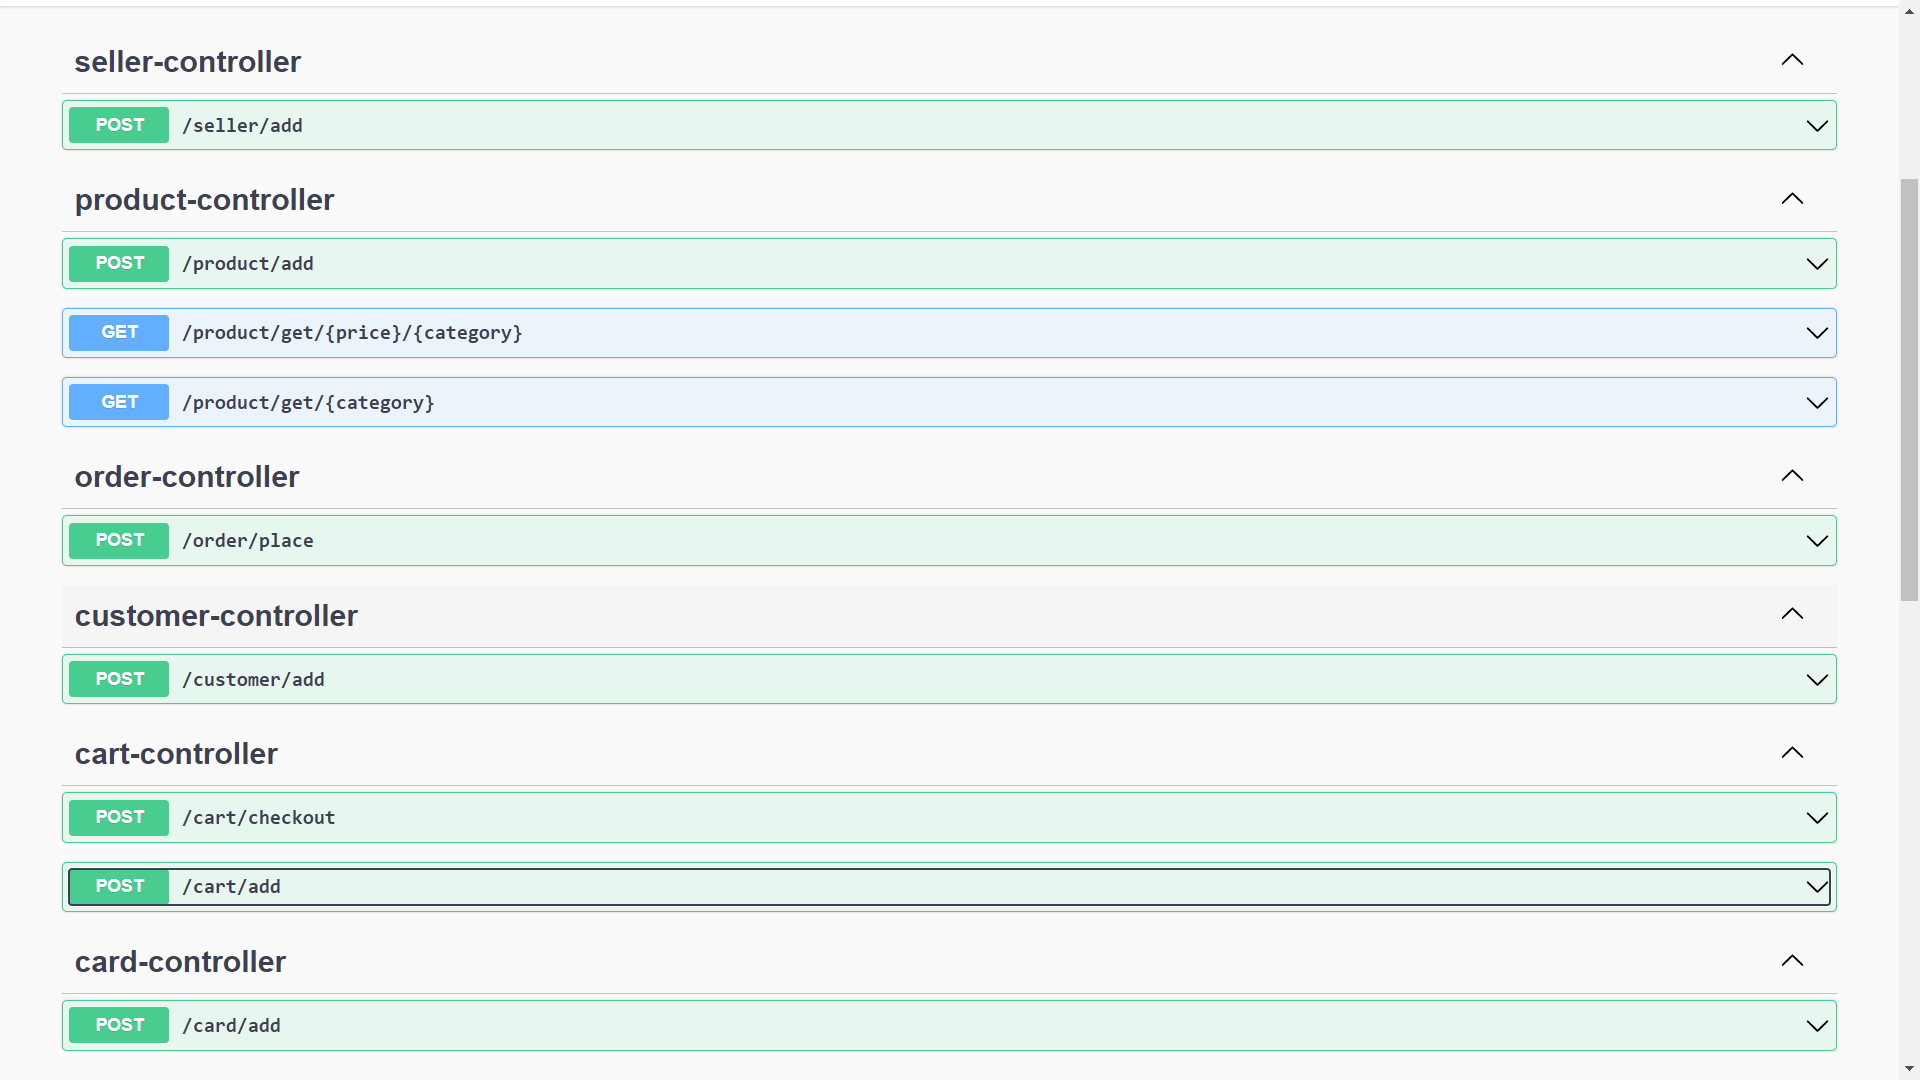 seller-controller
POST /seller/add
product-controller
POST /product/add
GET /product/get/{price}/{category}
GET /product/get/{category}
order-controller
POST /order/place
customer-controller
POST /customer/add
cart-controller
POST /cart/checkout
POST /cart/add
card-controller
POST /card/add